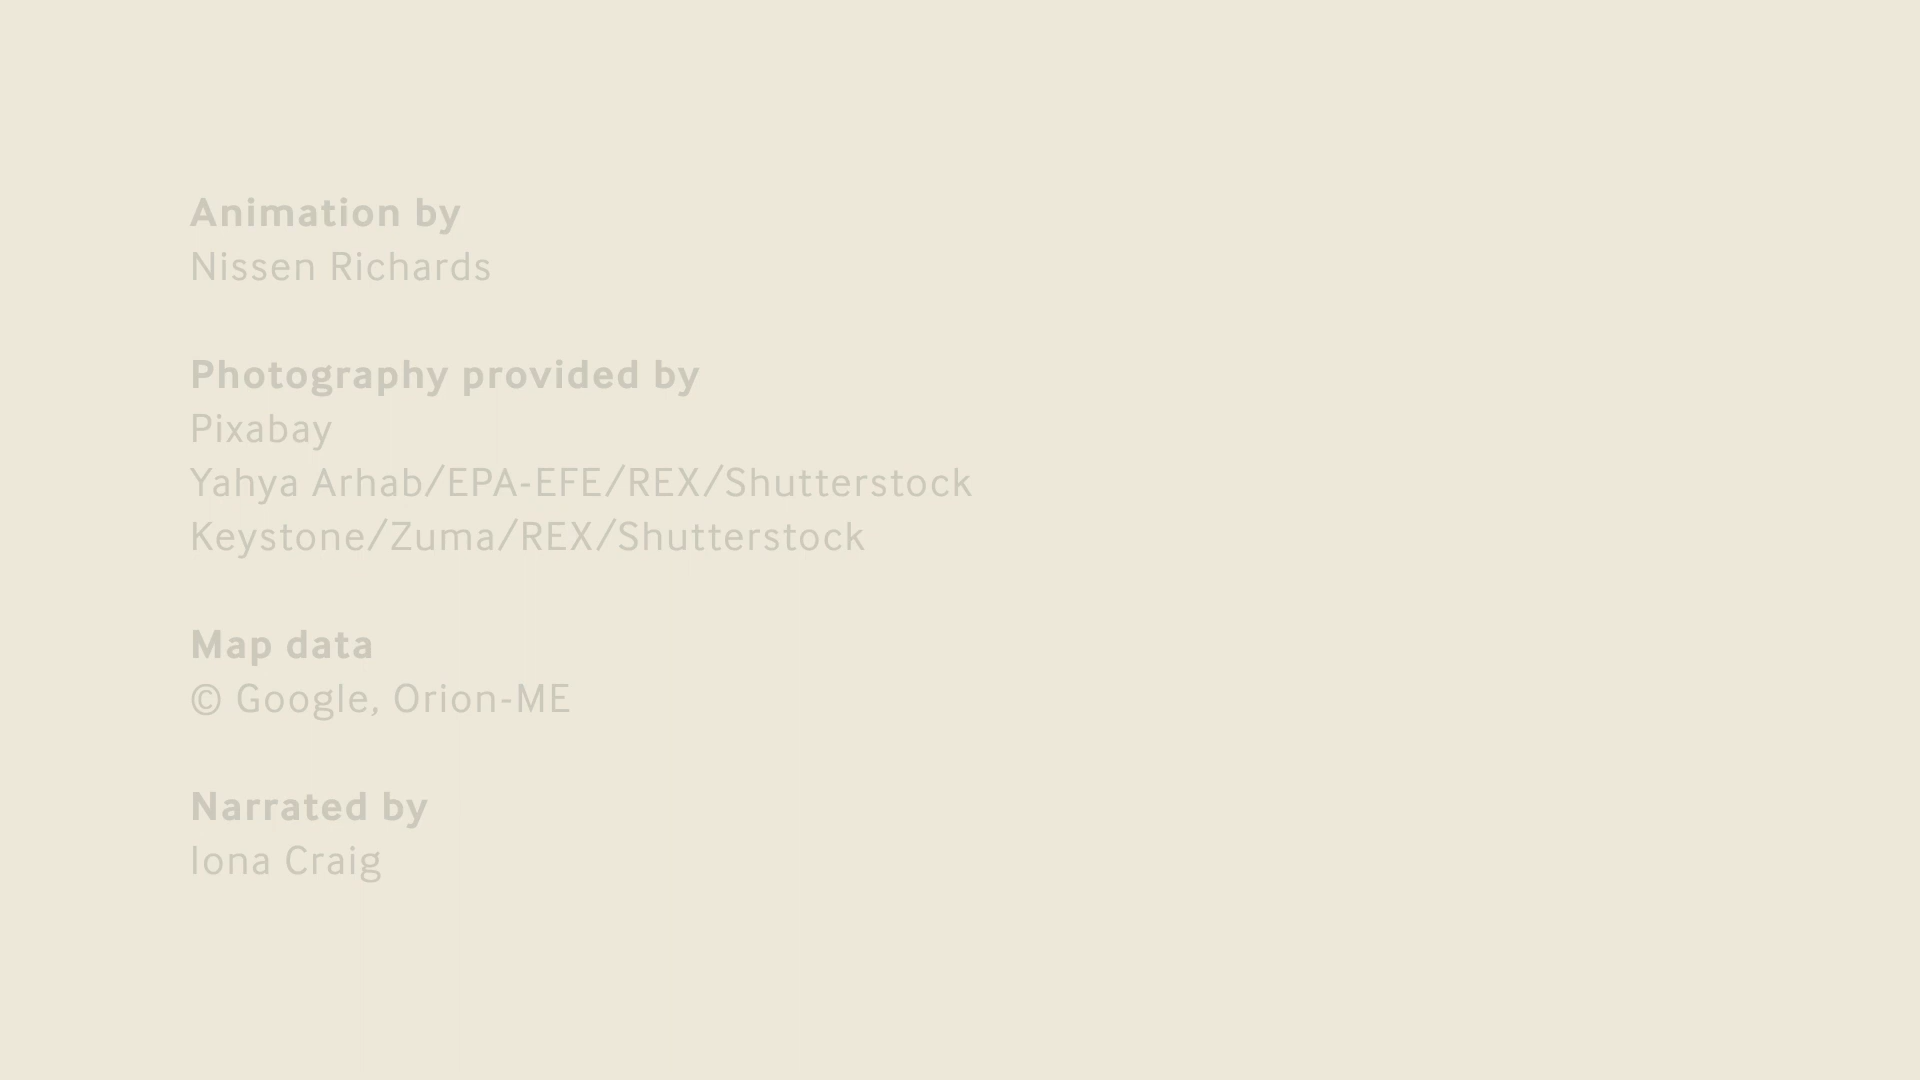 Animation by
Nissen Richards
Photography provided by
Pixabay
Yahya Arhab/EPA-EFE/REX/Shutterstock
Keystone/Zuma/REX/Shutterstock
Map data
© Google, Orion-ME
Narrated by
Iona Craig